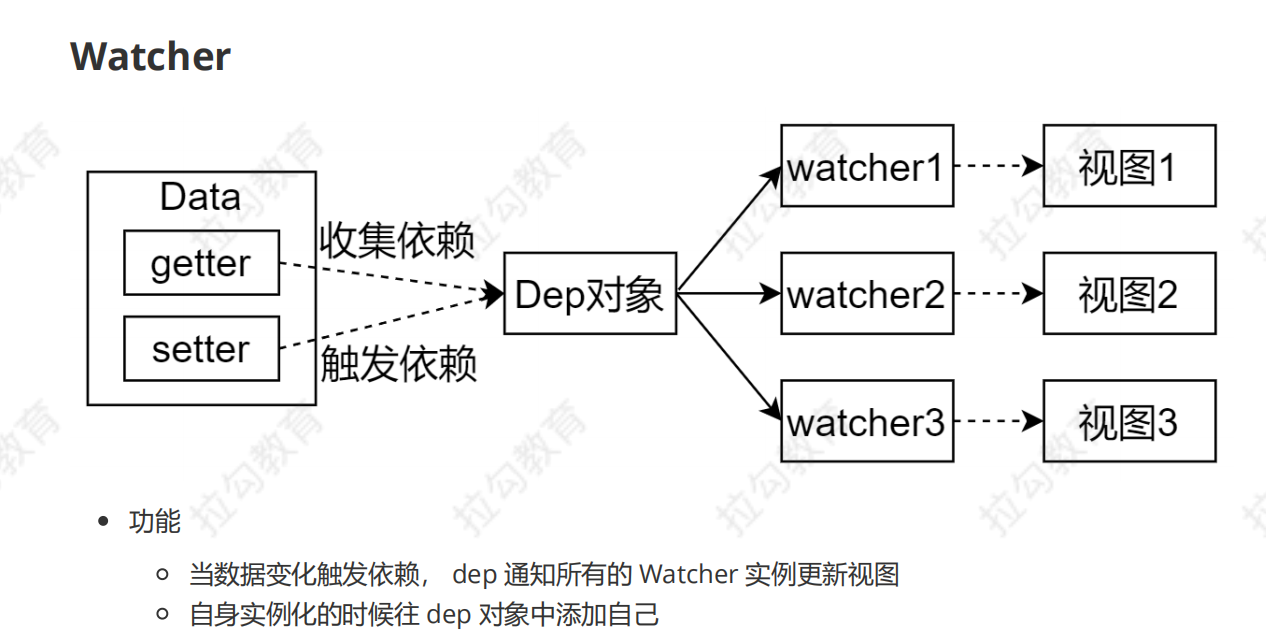 Watcher
Data
getter
setter
收集依赖
触发依赖
Dep对象
watcher1
视图1
watcher2
视图2
watcher3
视图3
功能
当数据变化触发依赖， dep 通知所有的 Watcher 实例更新视图
自身实例化的时候往 dep 对象中添加自己
拉勾教育